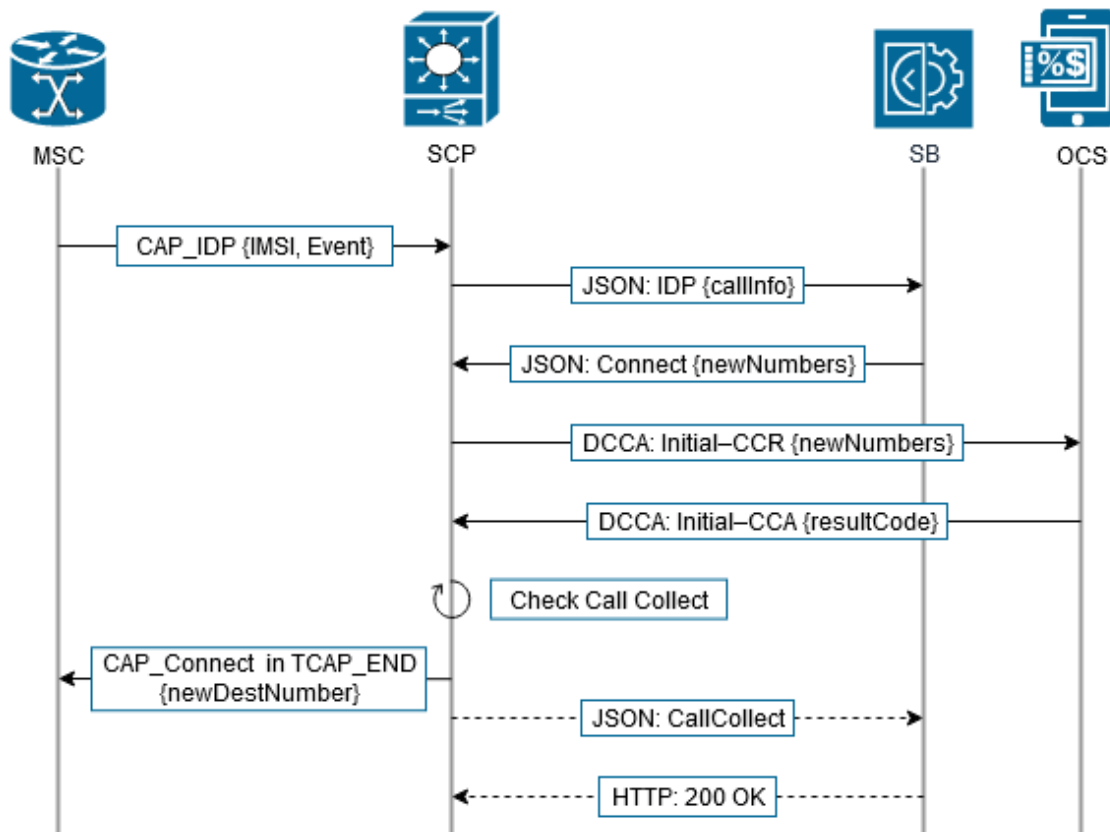 %$
MSC
SCP
SB
OCS
CAP_IDP {IMSI, Event}
JSON: IDP {callInfo}
JSON: Connect {newNumbers}
DCCA: Initial–CCR {newNumbers}
DCCA: Initial–CCA {resultCode}
Check Call Collect
CAP_Connect in TCAP_END
{newDestNumber}
JSON: CallCollect
HTTP: 200 OK